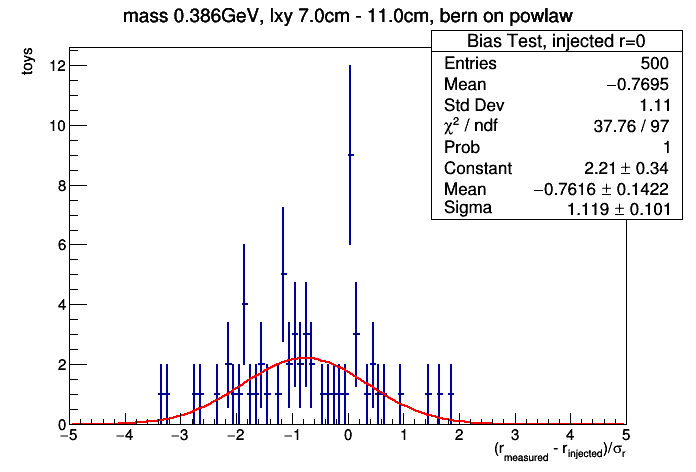 mass 0.386GeV, lxy 7.0cm - 11.0cm, bern on powlaw
Bias Test, injected r=0
Entries 500
Mean −0.7695
Std Dev 1.11
χ² / ndf 37.76 / 97
Prob 1
Constant 2.21 ± 0.34
Mean −0.7616 ± 0.1422
Sigma 1.119 ± 0.101
toys
12
10
8
6
4
2
0
−5 −4 −3 −2 −1 0 1 2 3 4 5
(r_measured - r_injected)/σ_r